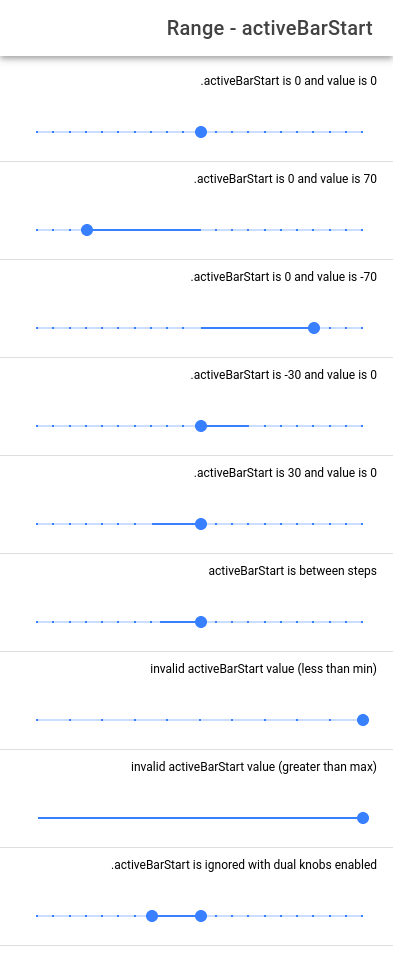 Range - activeBarStart
.activeBarStart is 0 and value is 0
.activeBarStart is 0 and value is 70
.activeBarStart is 0 and value is -70
.activeBarStart is -30 and value is 0
.activeBarStart is 30 and value is 0
activeBarStart is between steps
invalid activeBarStart value (less than min)
invalid activeBarStart value (greater than max)
.activeBarStart is ignored with dual knobs enabled